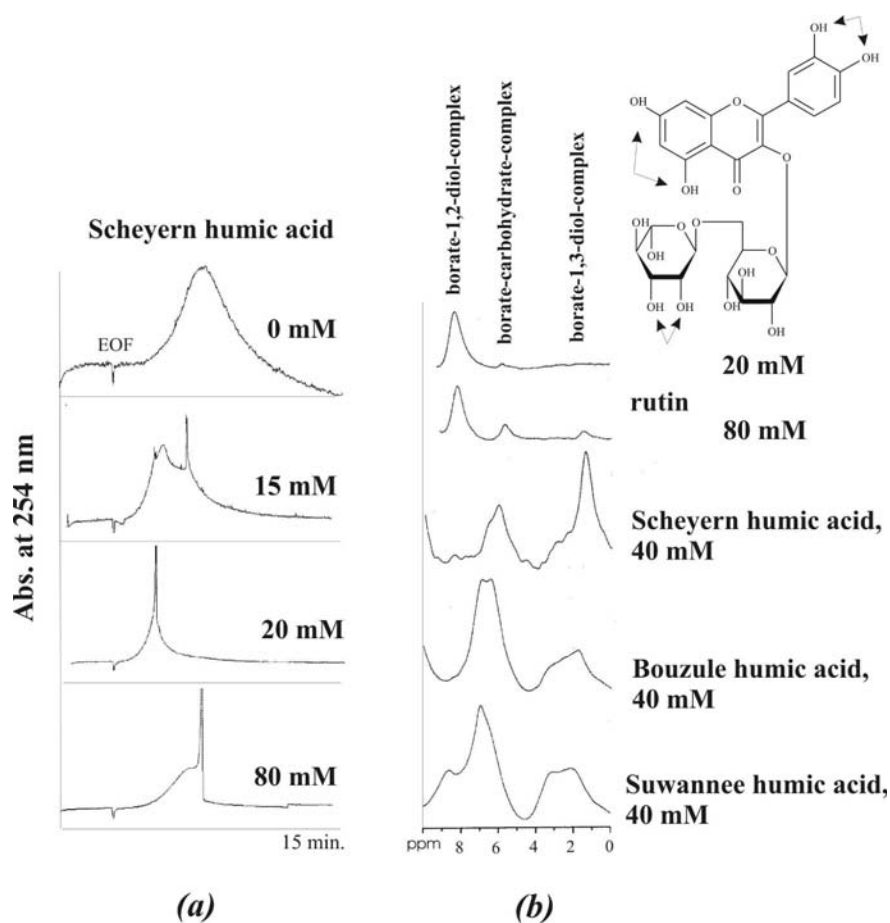 Scheyern humic acid
0 mM
EOF
15 mM
20 mM
80 mM
15 min.
Abs. at 254 nm
(a)
borate-1,2-diol-complex
borate-carbohydrate-complex
borate-1,3-diol-complex
OH
OH
OH
O
OH
O
O
OH
O
O
O
OH
OH
OH
OH
OH
OH
OH
20 mM
rutin
80 mM
Scheyern humic acid,
40 mM
Bouzule humic acid,
40 mM
Suwannee humic acid,
40 mM
ppm 8 6 4 2 0
(b)